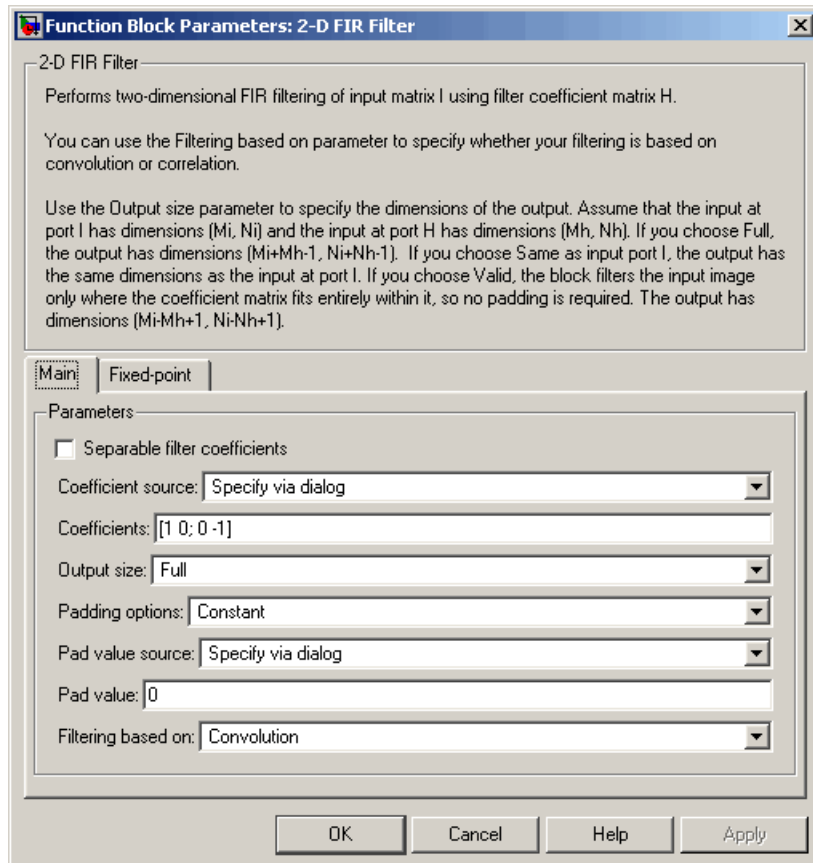 Function Block Parameters: 2-D FIR Filter
2-D FIR Filter
Performs two-dimensional FIR filtering of input matrix I using filter coefficient matrix H.
You can use the Filtering based on parameter to specify whether your filtering is based on
convolution or correlation.
Use the Output size parameter to specify the dimensions of the output. Assume that the input at
port I has dimensions (Mi, Ni) and the input at port H has dimensions (Mh, Nh). If you choose Full,
the output has dimensions (Mi+Mh-1, Ni+Nh-1). If you choose Same as input port I, the output has
the same dimensions as the input at port I. If you choose Valid, the block filters the input image
only where the coefficient matrix fits entirely within it, so no padding is required. The output has
dimensions (Mi-Mh+1, Ni-Nh+1).
Main Fixed-point
Parameters
Separable filter coefficients
Coefficient source: Specify via dialog
Coefficients: [1 0; 0 -1]
Output size: Full
Padding options: Constant
Pad value source: Specify via dialog
Pad value: 0
Filtering based on: Convolution
OK Cancel Help Apply